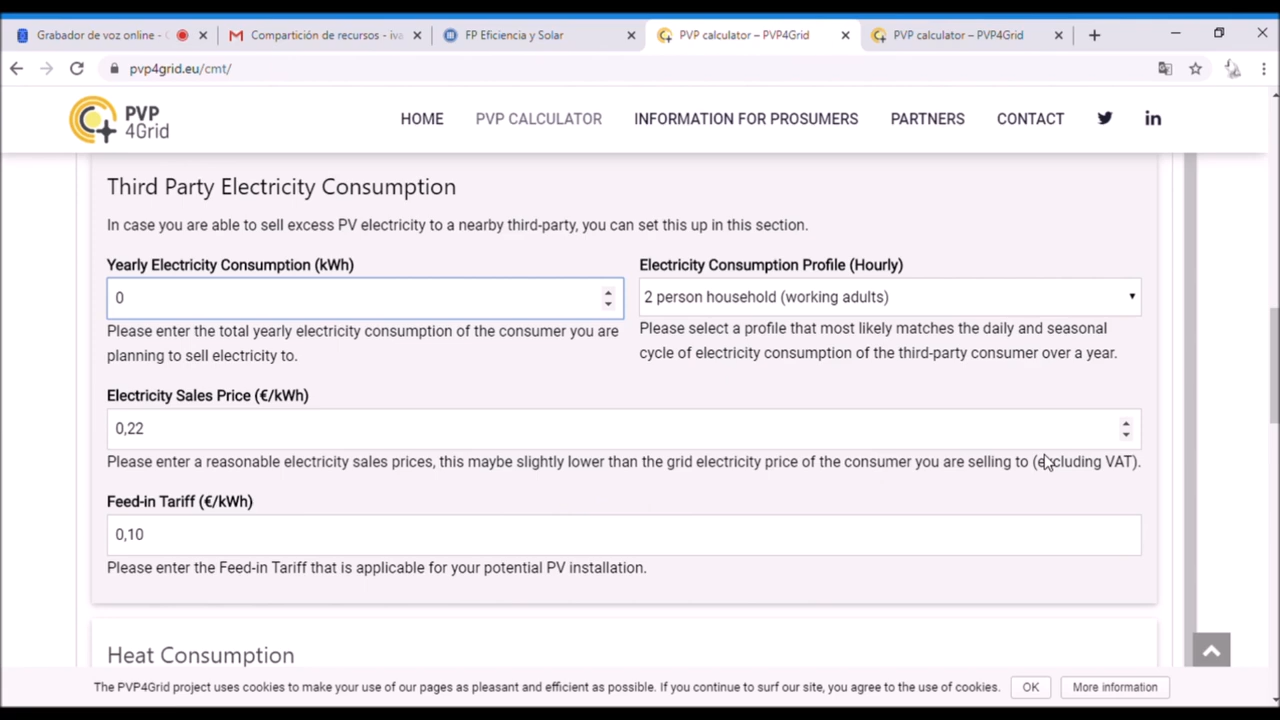 Grabador de voz online -
Compartición de recursos - iva
FP Eficiencia y Solar
PVP calculator – PVP4Grid
PVP calculator – PVP4Grid
pvp4grid.eu/cmt/
PVP
4Grid
HOME
PVP CALCULATOR
INFORMATION FOR PROSUMERS
PARTNERS
CONTACT
Third Party Electricity Consumption
In case you are able to sell excess PV electricity to a nearby third-party, you can set this up in this section.
Yearly Electricity Consumption (kWh)
0
Please enter the total yearly electricity consumption of the consumer you are
planning to sell electricity to.
Electricity Consumption Profile (Hourly)
2 person household (working adults)
Please select a profile that most likely matches the daily and seasonal
cycle of electricity consumption of the third-party consumer over a year.
Electricity Sales Price (€/kWh)
0,22
Please enter a reasonable electricity sales prices, this maybe slightly lower than the grid electricity price of the consumer you are selling to (excluding VAT).
Feed-in Tariff (€/kWh)
0,10
Please enter the Feed-in Tariff that is applicable for your potential PV installation.
Heat Consumption
The PVP4Grid project uses cookies to make your use of our pages as pleasant and efficient as possible. If you continue to surf our site, you agree to the use of cookies.
OK
More information